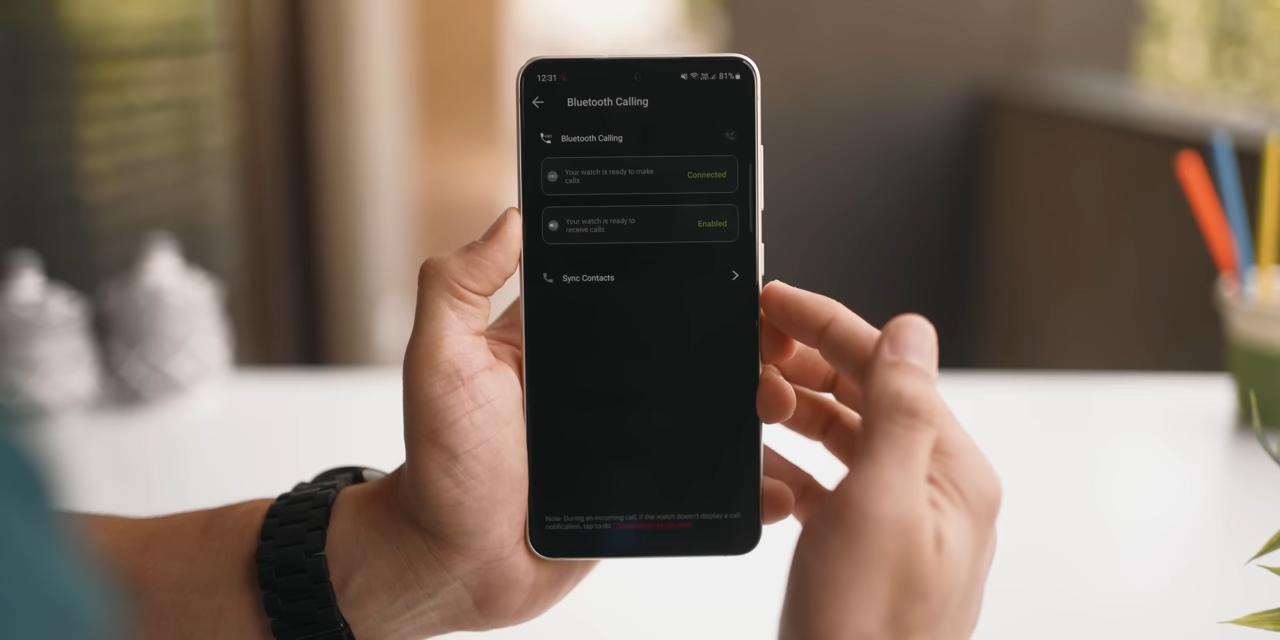 12:31
81%
Bluetooth Calling
Bluetooth Calling
Your watch is ready to make
calls
Connected
Your watch is ready to
receive calls
Enabled
Sync Contacts
Note- During an incoming call, if the watch doesn't display a call
notification, tap to do